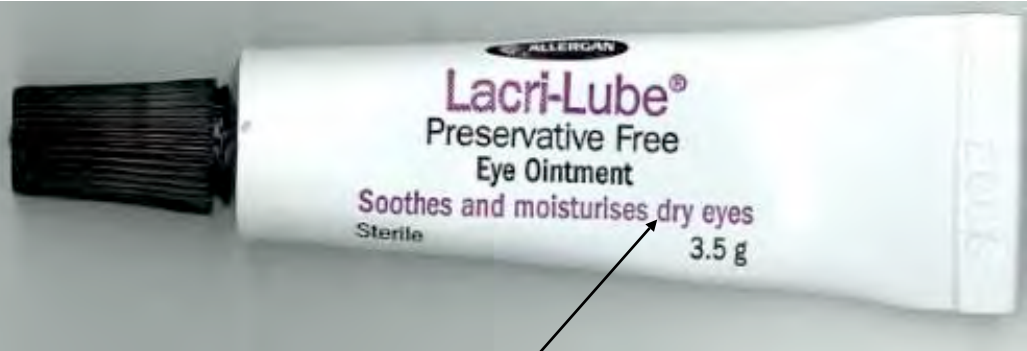 ALLERGAN
Lacri-Lube®
Preservative Free
Eye Ointment
Soothes and moisturises dry eyes
Sterile
3.5 g